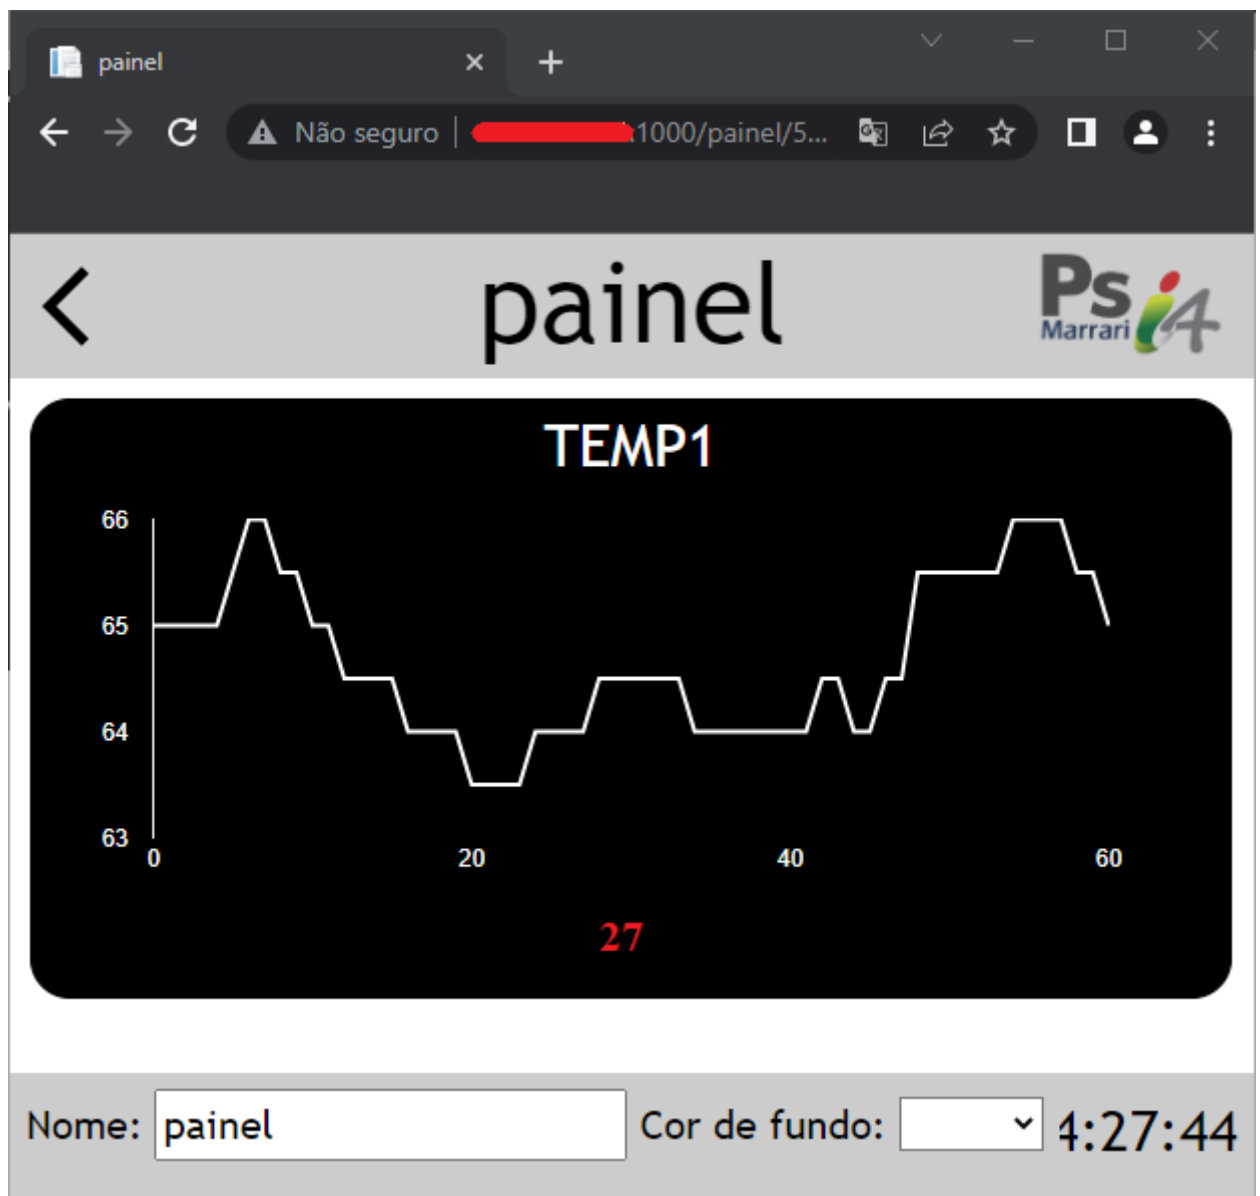 painel
Não seguro
:1000/painel/5...
painel
Ps i4
Marrari
TEMP1
66
65
64
63
0 20 40 60
27
Nome: painel Cor de fundo: 4:27:44